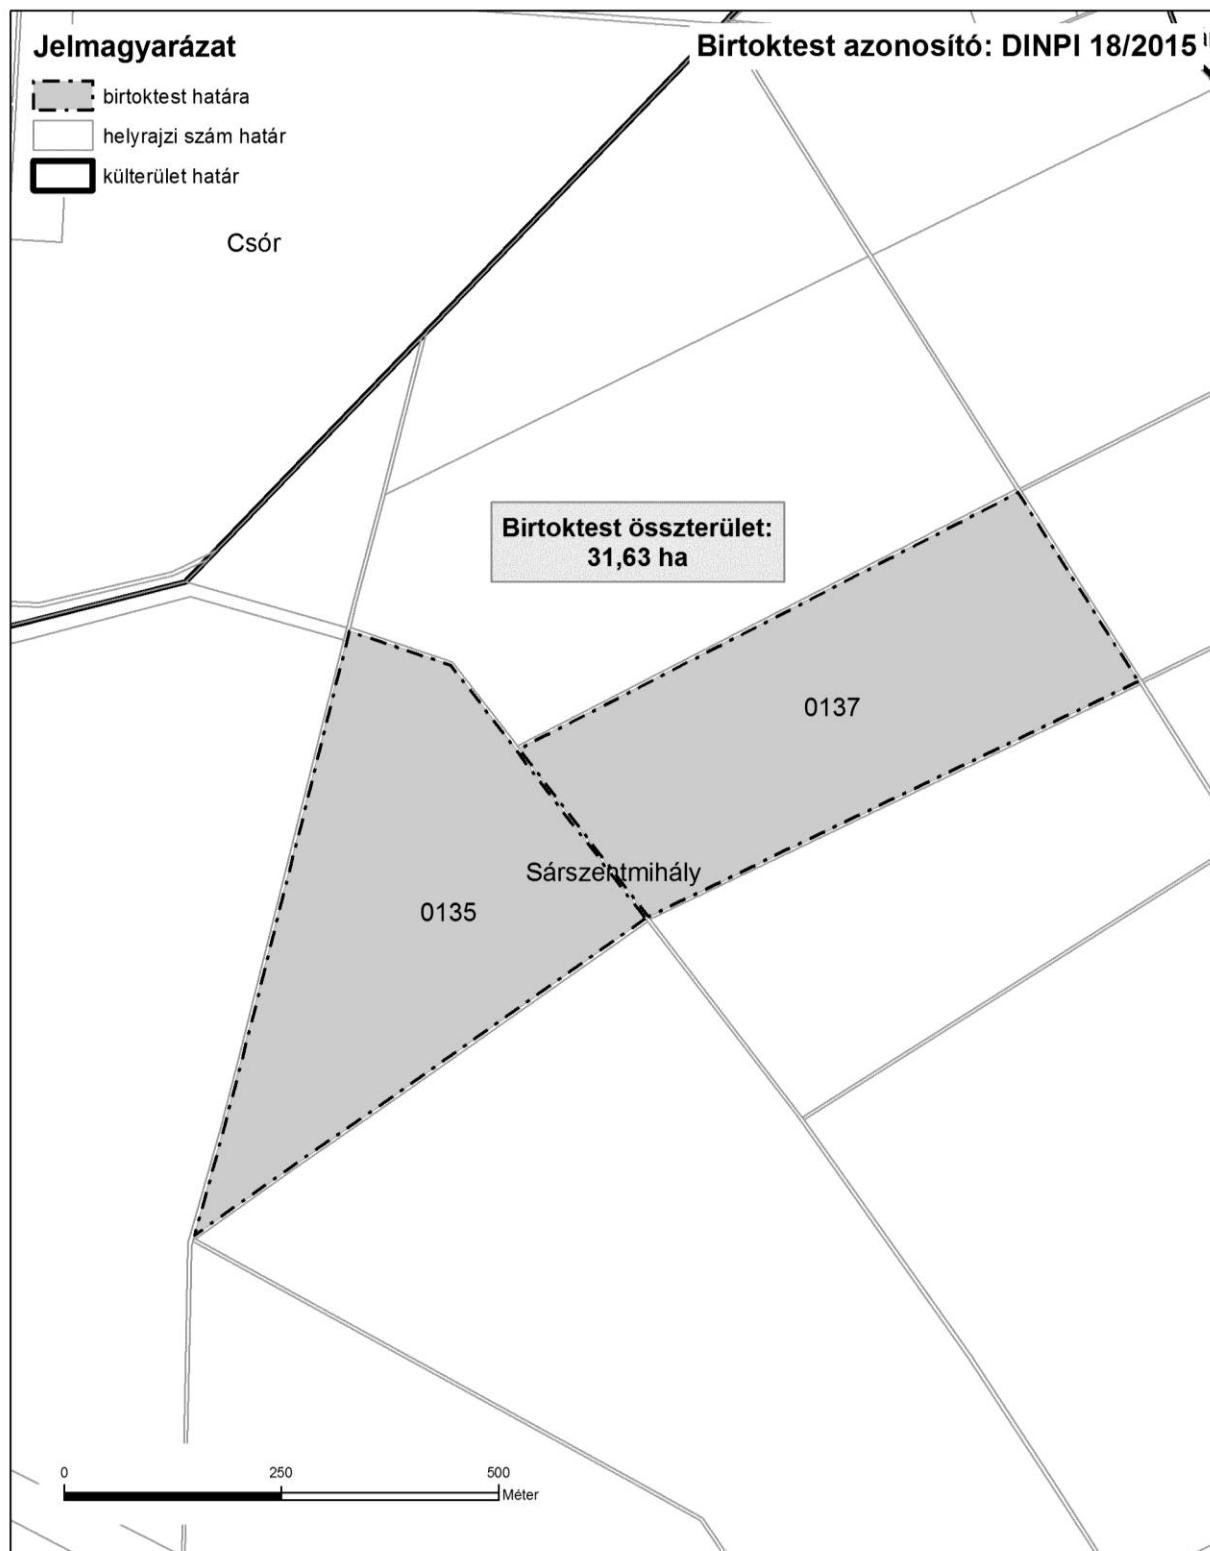 Jelmagyarázat
birtoktest határa
helyrajzi szám határ
külterület határ
Birtoktest azonosító: DINPI 18/2015
Csór
Birtoktest összterület:
31,63 ha
0137
Sárszentmihály
0135
0 250 500
Méter